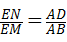 EN/EM = AD/AB